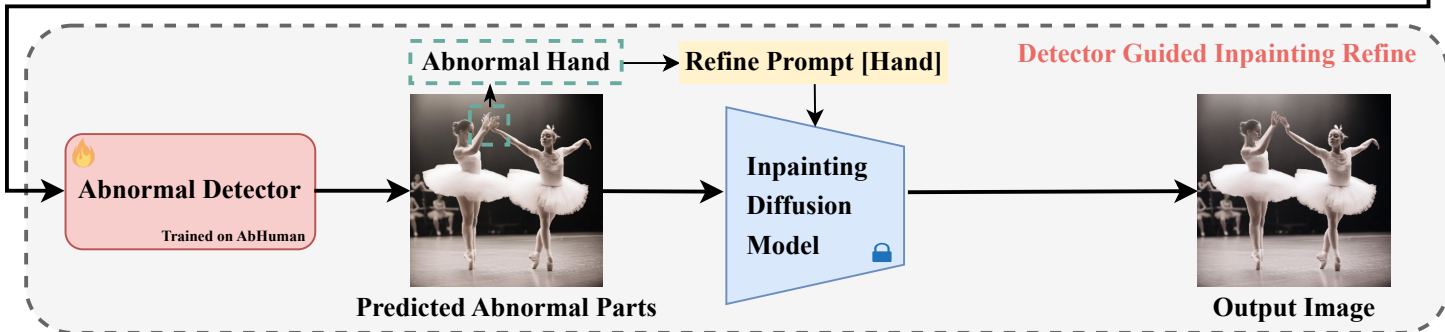 Detector Guided Inpainting Refine
Abnormal Hand
Refine Prompt [Hand]
Abnormal Detector
Trained on AbHuman
Inpainting
Diffusion
Model
Predicted Abnormal Parts
Output Image